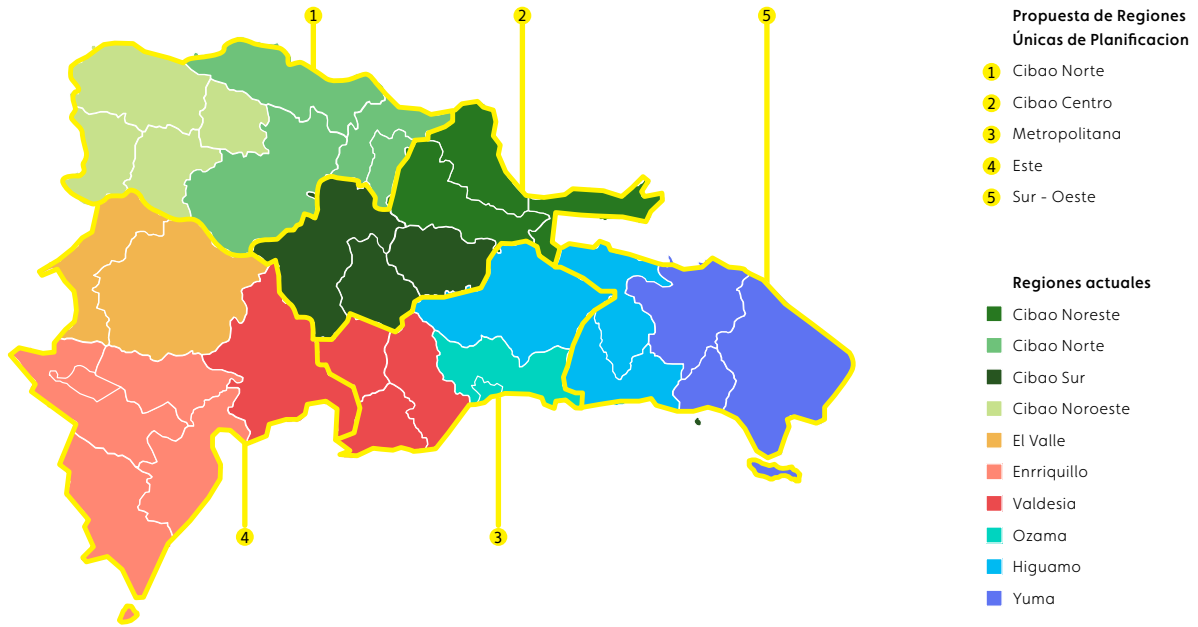 1
2
5
4
3
Propuesta de Regiones
Únicas de Planificacion
1 Cibao Norte
2 Cibao Centro
3 Metropolitana
4 Este
5 Sur - Oeste
Regiones actuales
Cibao Noreste
Cibao Norte
Cibao Sur
Cibao Noroeste
El Valle
Enrriquillo
Valdesia
Ozama
Higuamo
Yuma